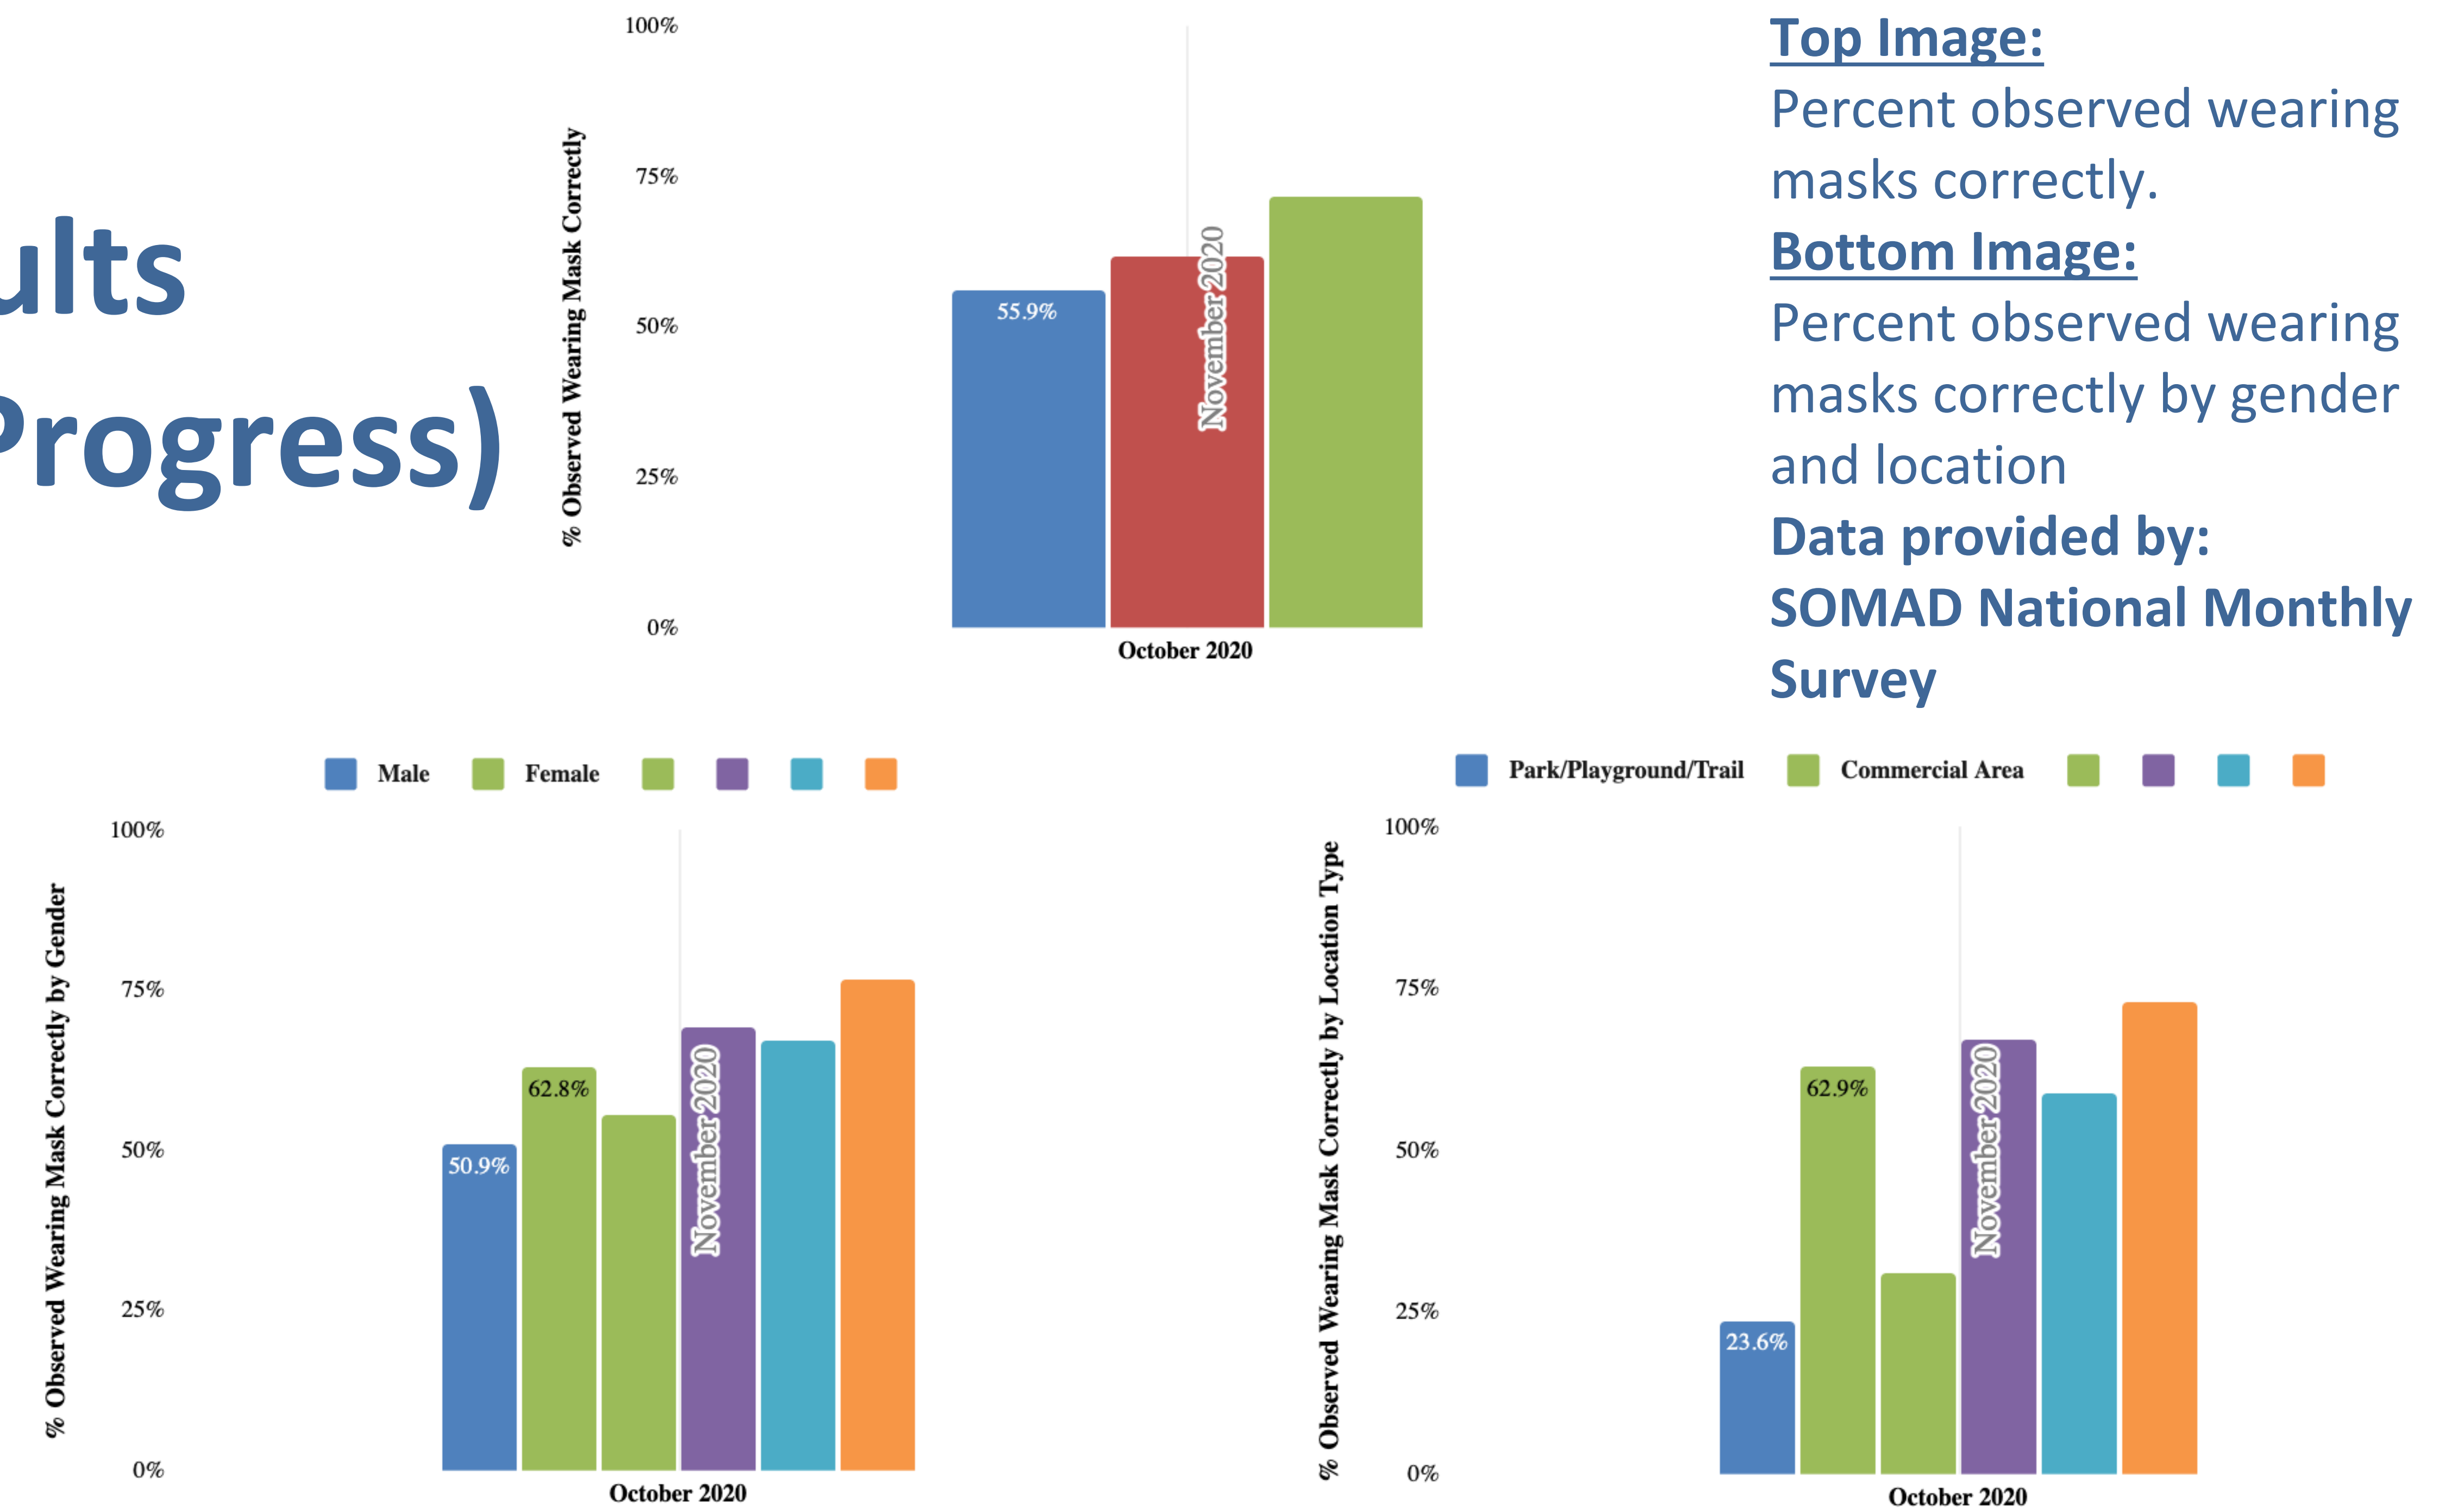 ults
Progress)
100%
75%
50%
25%
0%
% Observed Wearing Mask Correctly
55.9%
November 2020
October 2020
Top Image:
Percent observed wearing
masks correctly.
Bottom Image:
Percent observed wearing
masks correctly by gender
and location
Data provided by:
SOMAD National Monthly
Survey
Male Female
100%
75%
50%
25%
0%
% Observed Wearing Mask Correctly by Gender
50.9%
62.8%
November 2020
October 2020
Park/Playground/Trail Commercial Area
100%
75%
50%
25%
0%
% Observed Wearing Mask Correctly by Location Type
23.6%
62.9%
November 2020
October 2020